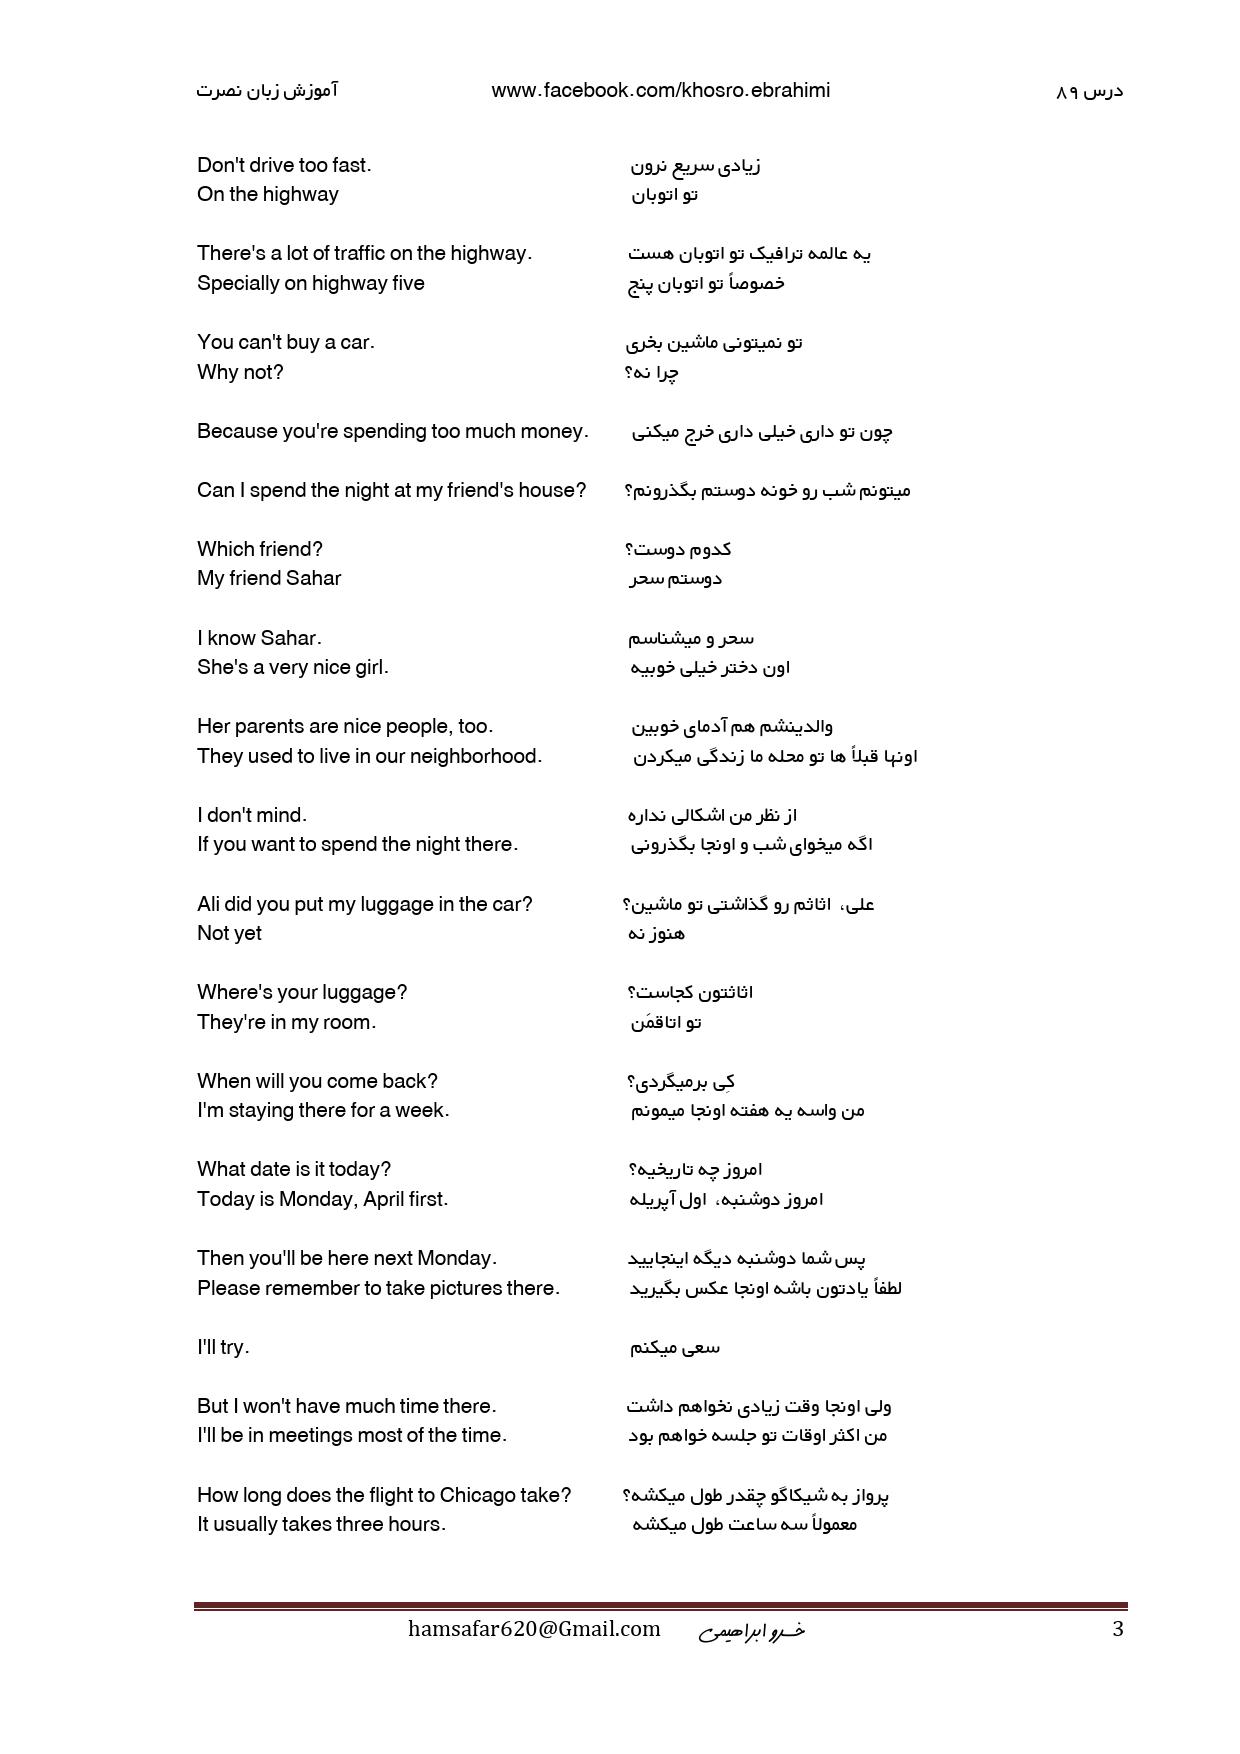 آموزش زبان نصرت www.facebook.com/khosro.ebrahimi درس ۸۹
Don't drive too fast. زیادی سریع نرون
On the highway تو اتوبان
There's a lot of traffic on the highway. یه عالمه ترافیک تو اتوبان هست
Specially on highway five خصوصاً تو اتوبان پنج
You can't buy a car. تو نمیتونی ماشین بخری
Why not? چرا نه؟
Because you're spending too much money. چون تو داری خیلی داری خرج میکنی
Can I spend the night at my friend's house? میتونم شب رو خونه دوستم بگذرونم؟
Which friend? کدوم دوست؟
My friend Sahar دوستم سحر
I know Sahar. سحر و میشناسم
She's a very nice girl. اون دختر خیلی خوبیه
Her parents are nice people, too. والدینشم هم آدمای خوبین
They used to live in our neighborhood. اونها قبلاً ها تو محله ما زندگی میکردن
I don't mind. از نظر من اشکالی نداره
If you want to spend the night there. اگه میخوای شب و اونجا بگذرونی
Ali did you put my luggage in the car? علی، اثاثم رو گذاشتی تو ماشین؟
Not yet هنوز نه
Where's your luggage? اثاثتون کجاست؟
They're in my room. تو اتاقمَن
When will you come back? کِی برمیگردی؟
I'm staying there for a week. من واسه یه هفته اونجا میمونم
What date is it today? امروز چه تاریخیه؟
Today is Monday, April first. امروز دوشنبه، اول آپریله
Then you'll be here next Monday. پس شما دوشنبه دیگه اینجایید
Please remember to take pictures there. لطفاً یادتون باشه اونجا عکس بگیرید
I'll try. سعی میکنم
But I won't have much time there. ولی اونجا وقت زیادی نخواهم داشت
I'll be in meetings most of the time. من اکثر اوقات تو جلسه خواهم بود
How long does the flight to Chicago take? پرواز به شیکاگو چقدر طول میکشه؟
It usually takes three hours. معمولاً سه ساعت طول میکشه
hamsafar620@Gmail.com خسرو ابراهیمی 3